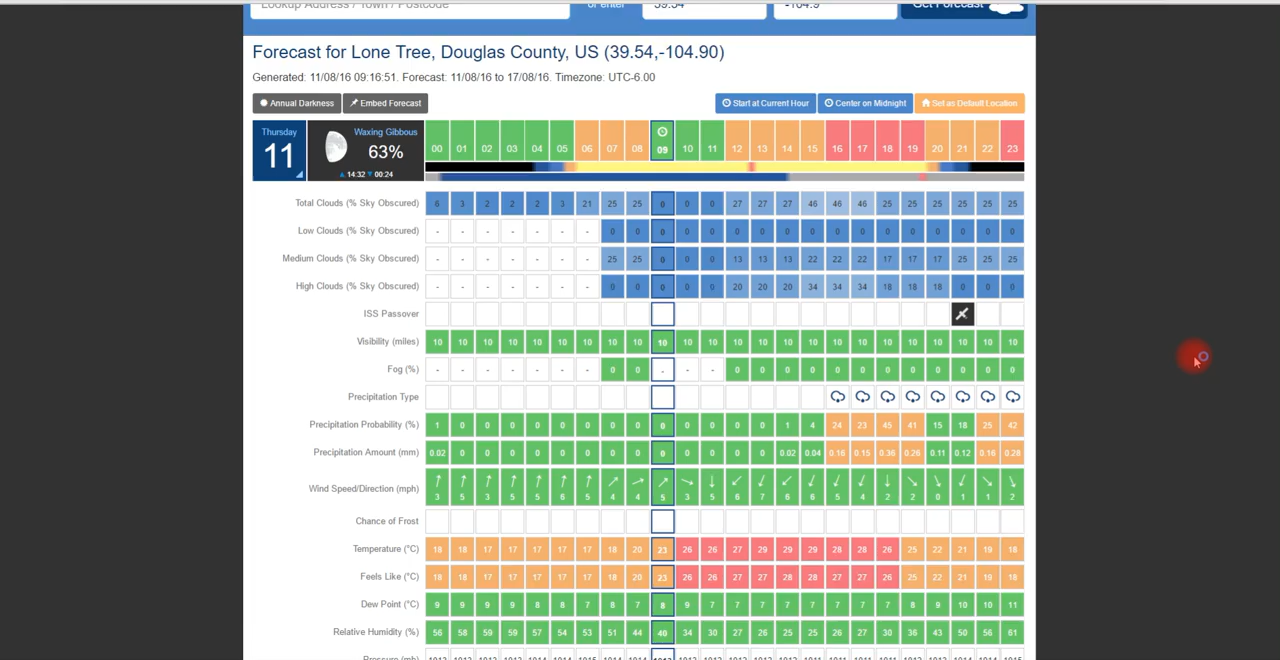 Lookup Address / Town / Postcode or enter 39.54 -104.9 Get Forecast
Forecast for Lone Tree, Douglas County, US (39.54,-104.90)
Generated: 11/08/16 09:16:51. Forecast: 11/08/16 to 17/08/16. Timezone: UTC-6.00
Annual Darkness Embed Forecast Start at Current Hour Center on Midnight Set as Default Location
Thursday
11
Waxing Gibbous
63%
14:32 00:24
00 01 02 03 04 05 06 07 08 09 10 11 12 13 14 15 16 17 18 19 20 21 22 23
Total Clouds (% Sky Obscured) 6 3 2 2 2 3 21 25 25 0 0 0 27 27 27 46 46 46 25 25 25 25 25 25
Low Clouds (% Sky Obscured) - - - - - - - 0 0 0 0 0 0 0 0 0 0 0 0 0 0 0 0 0
Medium Clouds (% Sky Obscured) - - - - - - - 25 25 0 0 0 13 13 13 22 22 22 17 17 17 25 25 25
High Clouds (% Sky Obscured) - - - - - - - 0 0 0 0 0 20 20 20 34 34 34 18 18 18 0 0 0
ISS Passover
Visibility (miles) 10 10 10 10 10 10 10 10 10 10 10 10 10 10 10 10 10 10 10 10 10 10 10 10
Fog (%) - - - - - - - 0 0 - - - 0 0 0 0 0 0 0 0 0 0 0 0
Precipitation Type
Precipitation Probability (%) 1 0 0 0 0 0 0 0 0 0 0 0 0 0 1 4 24 23 45 41 15 18 25 42
Precipitation Amount (mm) 0.02 0 0 0 0 0 0 0 0 0 0 0 0 0 0.02 0.04 0.16 0.15 0.36 0.26 0.11 0.12 0.16 0.28
Wind Speed/Direction (mph) 3 5 3 5 5 6 5 4 4 5 3 5 6 7 6 6 5 4 2 2 0 1 1 2
Chance of Frost
Temperature (°C) 18 18 17 17 17 17 17 18 20 23 26 26 27 29 29 29 28 28 26 25 22 21 19 18
Feels Like (°C) 18 18 17 17 17 17 17 18 20 23 26 26 27 27 28 28 27 27 26 25 22 21 19 18
Dew Point (°C) 9 9 9 9 8 8 7 8 7 8 9 7 7 7 7 7 7 7 7 8 9 10 10 11
Relative Humidity (%) 56 58 59 59 57 54 53 51 44 40 34 30 27 26 25 25 26 27 30 36 43 50 56 61
Pressure (mb)